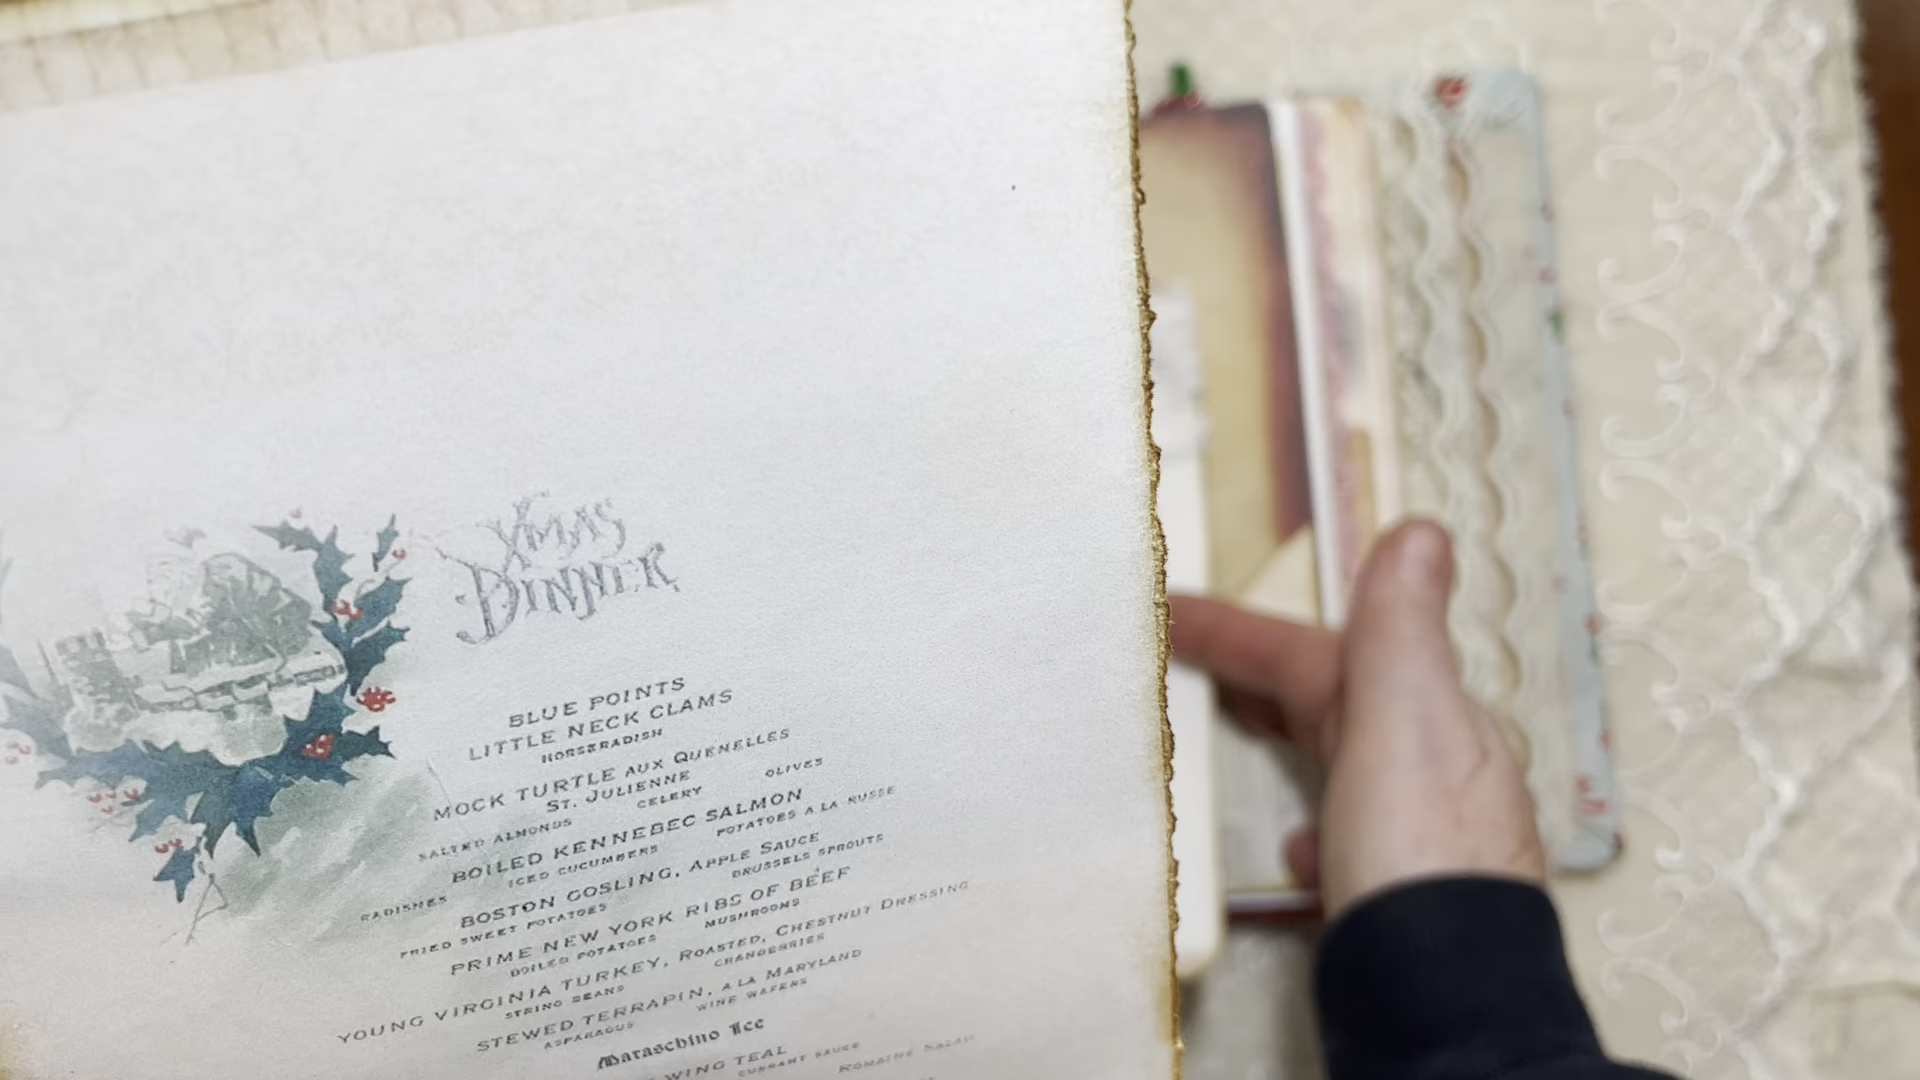 XMAS
DINNER
BLUE POINTS
LITTLE NECK CLAMS
HORSERADISH
MOCK TURTLE AUX QUENELLES
ST. JULIENNE OLIVES
SALTED ALMONDS CELERY
BOILED KENNEBEC SALMON
ICED CUCUMBERS POTATOES A LA RUSSE
RADISHES
BOSTON GOSLING, APPLE SAUCE
FRIED SWEET POTATOES BRUSSELS SPROUTS
PRIME NEW YORK RIBS OF BEEF
BOILED POTATOES MUSHROOMS
YOUNG VIRGINIA TURKEY, ROASTED, CHESTNUT DRESSING
STRING BEANS CRANBERRIES
STEWED TERRAPIN, A LA MARYLAND
ASPARAGUS WINE WAFERS
Maraschino Ice
WING TEAL
CURRANT SAUCE ROMAINE SALAD